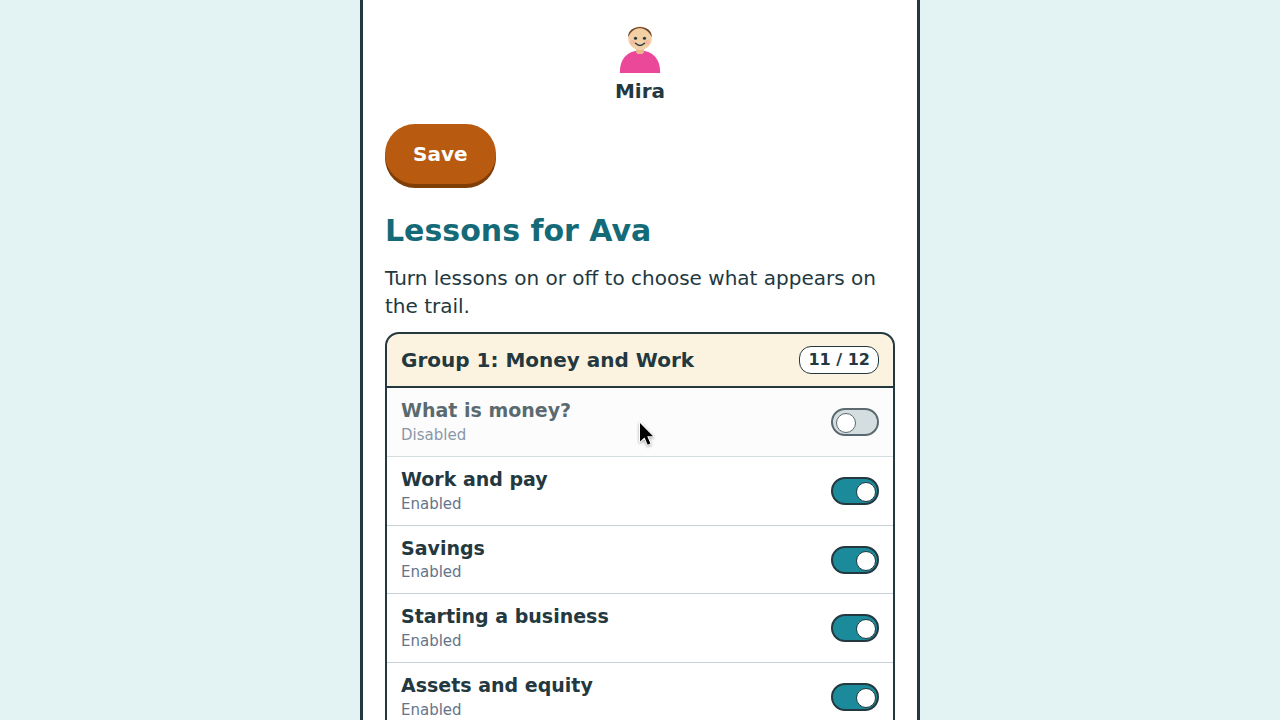 Mira
Save
Lessons for Ava
Turn lessons on or off to choose what appears on
the trail.
Group 1: Money and Work
11 / 12
What is money?
Disabled
Work and pay
Enabled
Savings
Enabled
Starting a business
Enabled
Assets and equity
Enabled